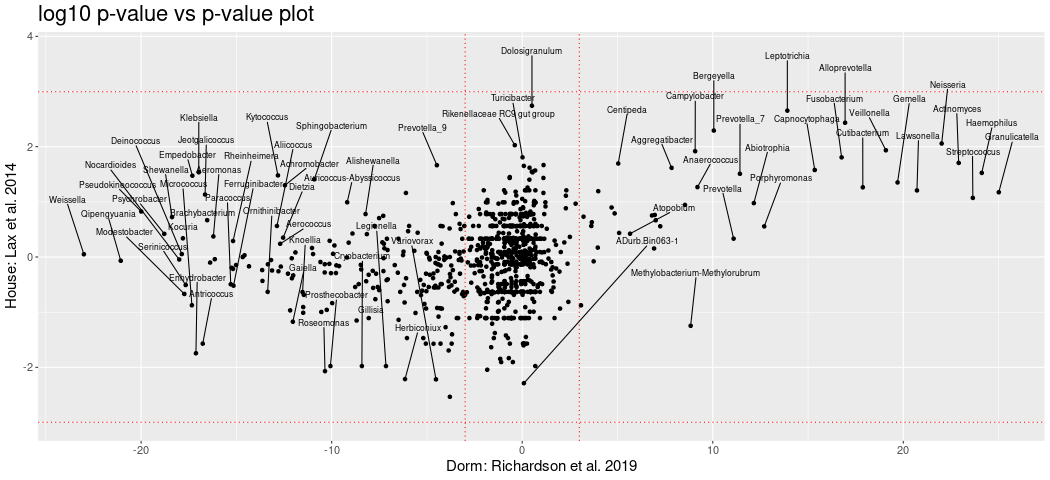 log10 p-value vs p-value plot
House: Lax et al. 2014
4
2
0
-2
-20
-10
0
10
20
Dorm: Richardson et al. 2019
Dolosigranulum
Leptotrichia
Alloprevotella
Bergeyella
Neisseria
Turicibacter
Campylobacter
Fusobacterium
Gemella
Centipeda
Rikenellaceae RC9 gut group
Actinomyces
Veillonella
Klebsiella
Kytococcus
Sphingobacterium
Prevotella_9
Prevotella_7
Capnocytophaga
Haemophilus
Deinococcus
Jeotgalicoccus
Aliicoccus
Aggregatibacter
Cutibacterium
Lawsonella
Granulicatella
Empedobacter
Rheinheimera
Abiotrophia
Streptococcus
Nocardioides
Shewanella
Aeromonas
Achromobacter
Alishewanella
Anaerococcus
Pseudokineococcus
Micrococcus
Ferruginibacter
Dietzia
Auricoccus-Abyssicoccus
Porphyromonas
Weissella
Psychrobacter
Paracoccus
Prevotella
Qipengyuania
Brachybacterium
Ornithinibacter
Atopobium
Modestobacter
Kocuria
Aerococcus
Legionella
Serinicoccus
Knoellia
Variovorax
ADurb.Bin063-1
Cryobacterium
Enhydrobacter
Gaiella
Methylobacterium-Methylorubrum
Antricoccus
Prosthecobacter
Gillisia
Roseomonas
Herbiconiux